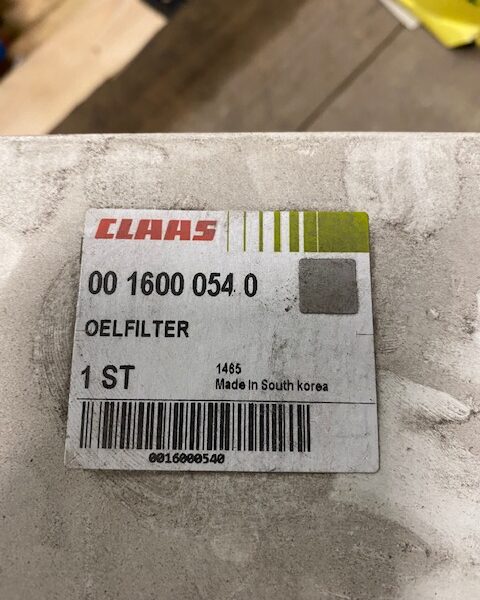 CLAAS
00 1600 054 0
OELFILTER
1 ST
1465
Made In South korea
0016000540